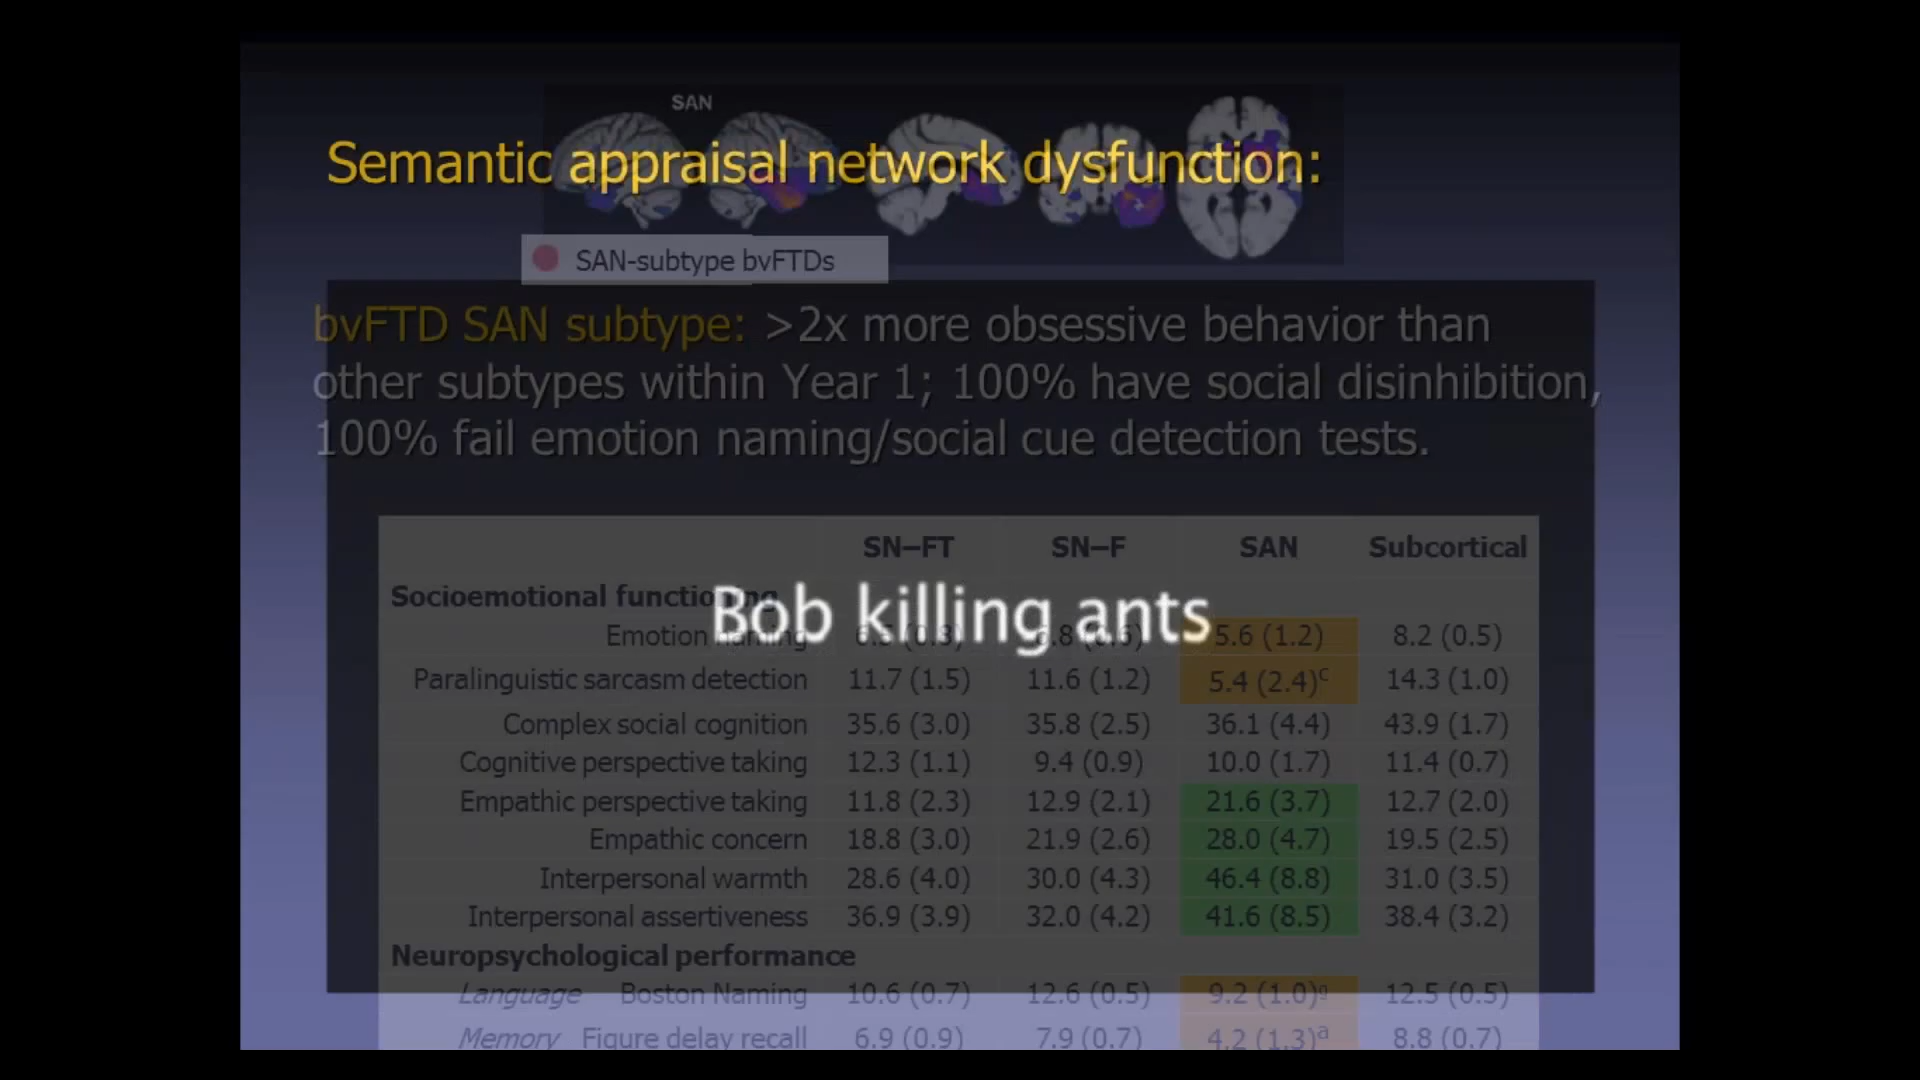 SAN
Semantic appraisal network dysfunction:
SAN-subtype bvFTDs
bvFTD SAN subtype: >2x more obsessive behavior than
other subtypes within Year 1; 100% have social disinhibition,
100% fail emotion naming/social cue detection tests.
SN–FT SN–F SAN Subcortical
Socioemotional functioning
Bob killing ants
Emotion naming 5.6 (1.2) 8.2 (0.5)
Paralinguistic sarcasm detection 11.7 (1.5) 11.6 (1.2) 5.4 (2.4)ᶜ 14.3 (1.0)
Complex social cognition 35.6 (3.0) 35.8 (2.5) 36.1 (4.4) 43.9 (1.7)
Cognitive perspective taking 12.3 (1.1) 9.4 (0.9) 10.0 (1.7) 11.4 (0.7)
Empathic perspective taking 11.8 (2.3) 12.9 (2.1) 21.6 (3.7) 12.7 (2.0)
Empathic concern 18.8 (3.0) 21.9 (2.6) 28.0 (4.7) 19.5 (2.5)
Interpersonal warmth 28.6 (4.0) 30.0 (4.3) 46.4 (8.8) 31.0 (3.5)
Interpersonal assertiveness 36.9 (3.9) 32.0 (4.2) 41.6 (8.5) 38.4 (3.2)
Neuropsychological performance
Language Boston Naming 10.6 (0.7) 12.6 (0.5) 9.2 (1.0)ᵍ 12.5 (0.5)
Memory Figure delay recall 6.9 (0.9) 7.9 (0.7) 4.2 (1.3)ᵃ 8.8 (0.7)